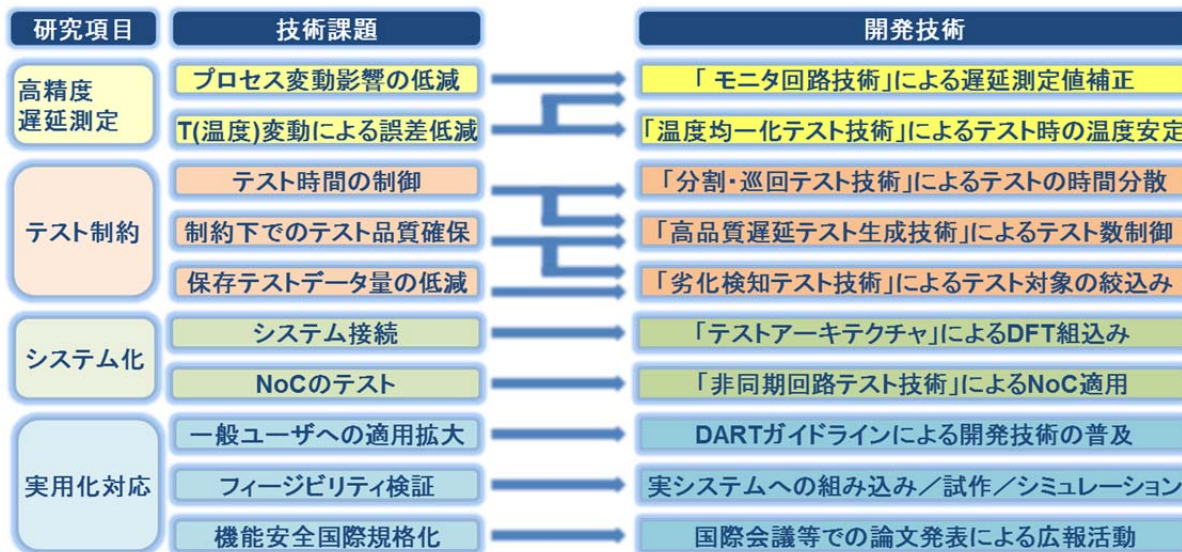 研究項目
技術課題
開発技術
高精度
遅延測定
プロセス変動影響の低減
「モニタ回路技術」による遅延測定値補正
T(温度)変動による誤差低減
「温度均一化テスト技術」によるテスト時の温度安定
テスト制約
テスト時間の制御
「分割・巡回テスト技術」によるテストの時間分散
制約下でのテスト品質確保
「高品質遅延テスト生成技術」によるテスト数制御
保存テストデータ量の低減
「劣化検知テスト技術」によるテスト対象の絞込み
システム化
システム接続
「テストアーキテクチャ」によるDFT組込み
NoCのテスト
「非同期回路テスト技術」によるNoC適用
実用化対応
一般ユーザへの適用拡大
DARTガイドラインによる開発技術の普及
フィージビリティ検証
実システムへの組み込み／試作／シミュレーション
機能安全国際規格化
国際会議等での論文発表による広報活動